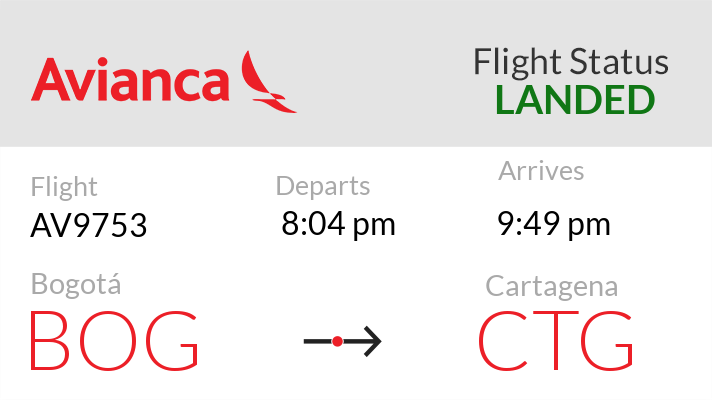 Avianca
Flight Status
LANDED
Flight
AV9753
Departs
8:04 pm
Arrives
9:49 pm
Bogotá
BOG
Cartagena
CTG